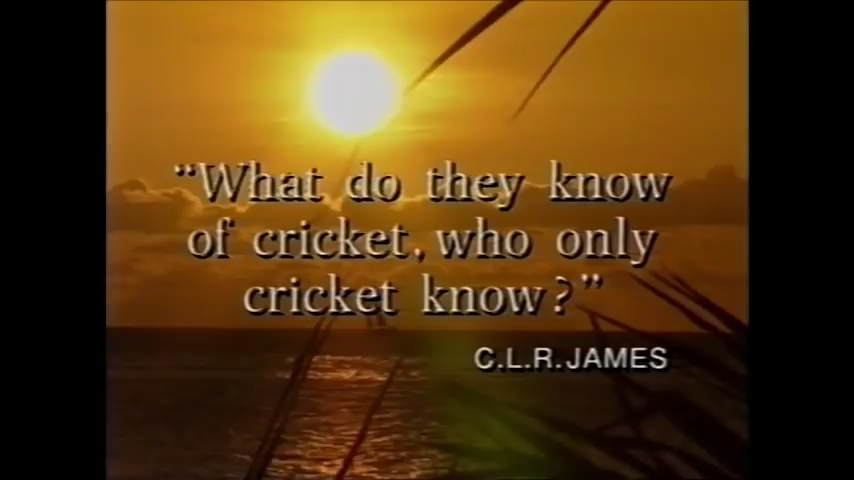 “What do they know
of cricket, who only
cricket know?”
C.L.R.JAMES